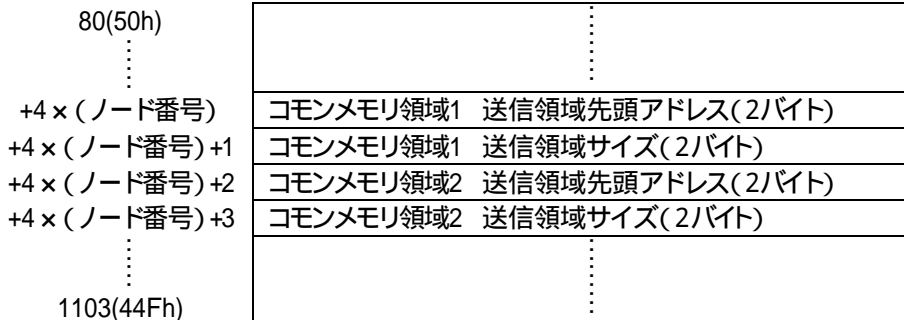 80(50h)
+4×(ノード番号) コモンメモリ領域1 送信領域先頭アドレス(2バイト)
+4×(ノード番号)+1 コモンメモリ領域1 送信領域サイズ(2バイト)
+4×(ノード番号)+2 コモンメモリ領域2 送信領域先頭アドレス(2バイト)
+4×(ノード番号)+3 コモンメモリ領域2 送信領域サイズ(2バイト)
1103(44Fh)